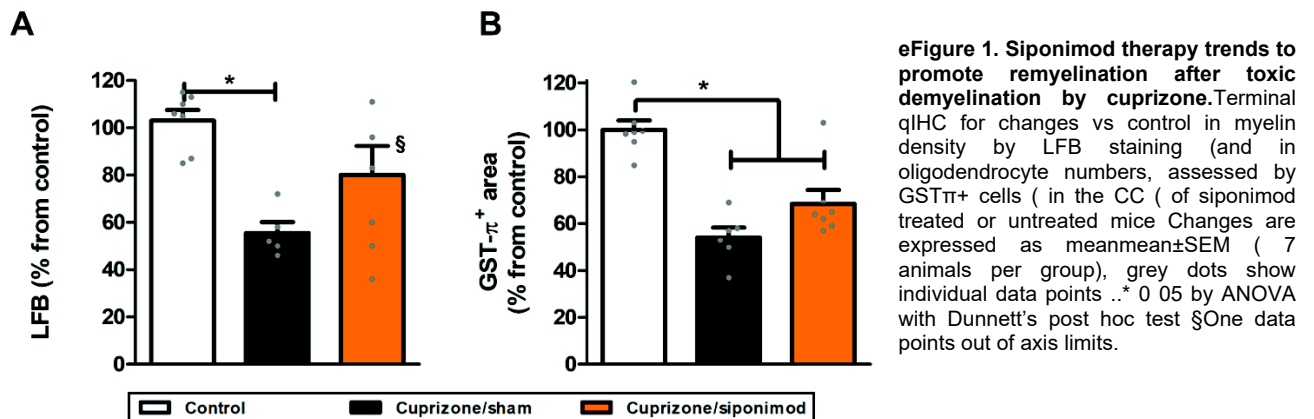 A
LFB (% from control)
120
100
80
60
40
20
0
*
§
B
GST-π+ area
(% from control)
120
100
80
60
40
20
0
*
Control
Cuprizone/sham
Cuprizone/siponimod
eFigure 1. Siponimod therapy trends to
promote remyelination after toxic
demyelination by cuprizone.Terminal
qIHC for changes vs control in myelin
density by LFB staining (and in
oligodendrocyte numbers, assessed by
GSTπ+ cells ( in the CC ( of siponimod
treated or untreated mice Changes are
expressed as meanmean±SEM ( 7
animals per group), grey dots show
individual data points ..* 0 05 by ANOVA
with Dunnett's post hoc test §One data
points out of axis limits.